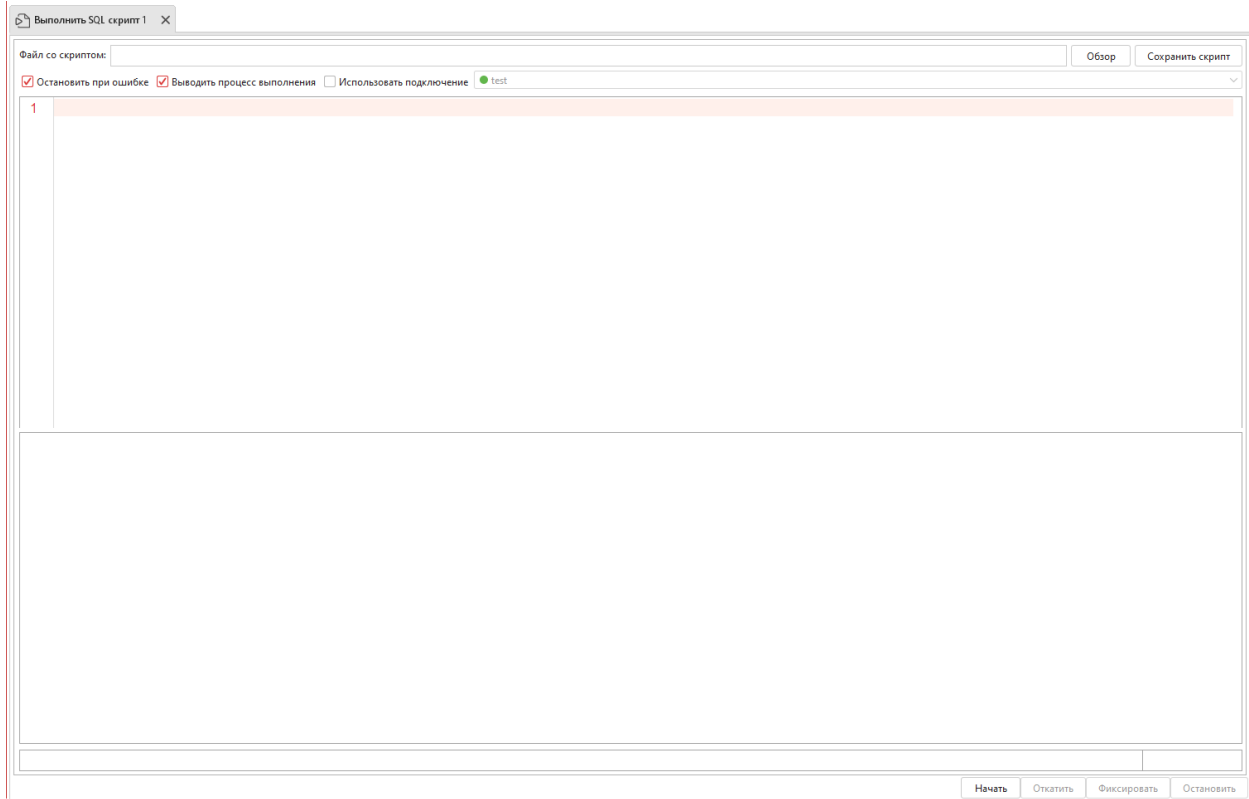 Выполнить SQL скрипт 1
Файл со скриптом: Обзор Сохранить скрипт
Остановить при ошибке Выводить процесс выполнения Использовать подключение test
1
Начать Откатить Фиксировать Остановить